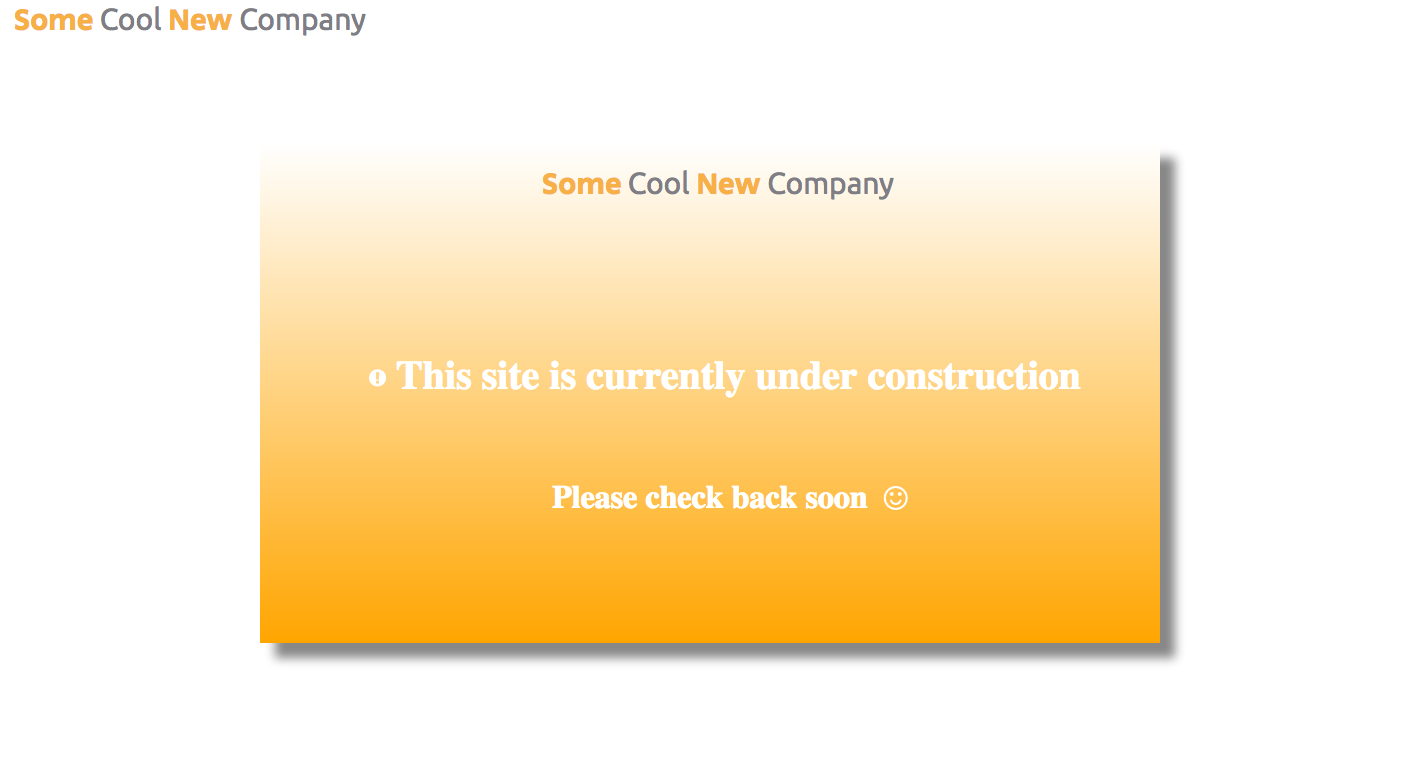 Some Cool New Company
Some Cool New Company
This site is currently under construction
Please check back soon ☺